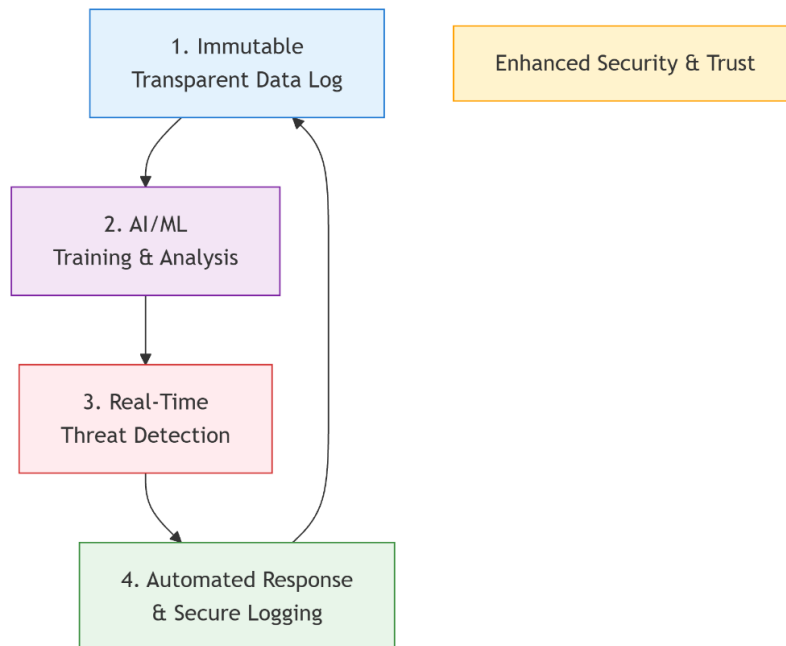 1. Immutable
Transparent Data Log
Enhanced Security & Trust
2. AI/ML
Training & Analysis
3. Real-Time
Threat Detection
4. Automated Response
& Secure Logging